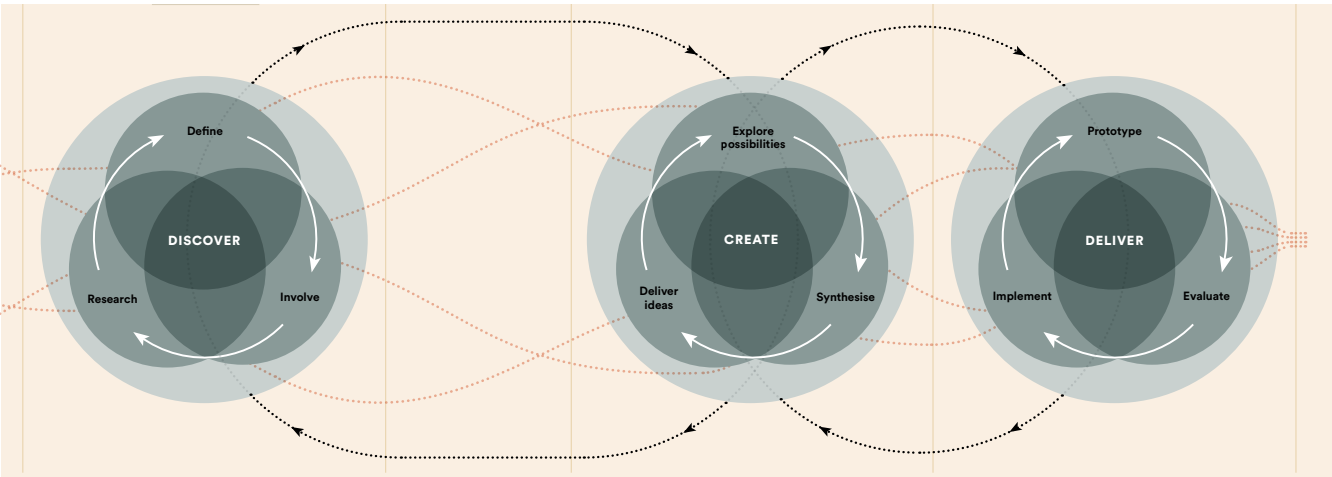 Define
DISCOVER
Research
Involve
Explore
possibilities
CREATE
Deliver
ideas
Synthesise
Prototype
DELIVER
Implement
Evaluate